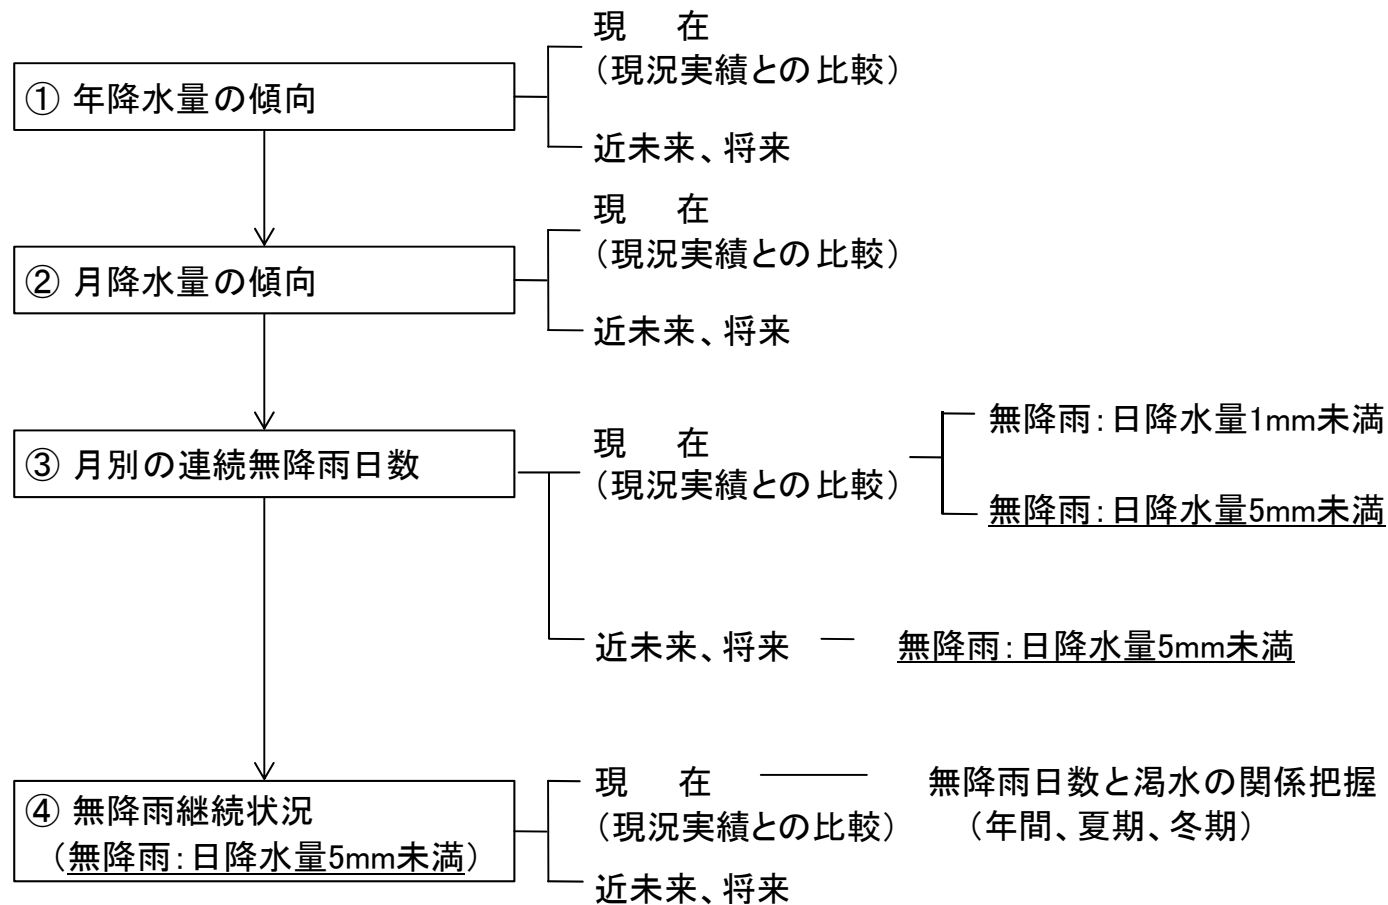 ① 年降水量の傾向
現　在
（現況実績との比較）
近未来、将来
② 月降水量の傾向
現　在
（現況実績との比較）
近未来、将来
③ 月別の連続無降雨日数
現　在
（現況実績との比較）
無降雨：日降水量1mm未満
無降雨：日降水量5mm未満
近未来、将来
無降雨：日降水量5mm未満
④ 無降雨継続状況
（無降雨：日降水量5mm未満）
現　在
（現況実績との比較）
無降雨日数と渇水の関係把握
（年間、夏期、冬期）
近未来、将来